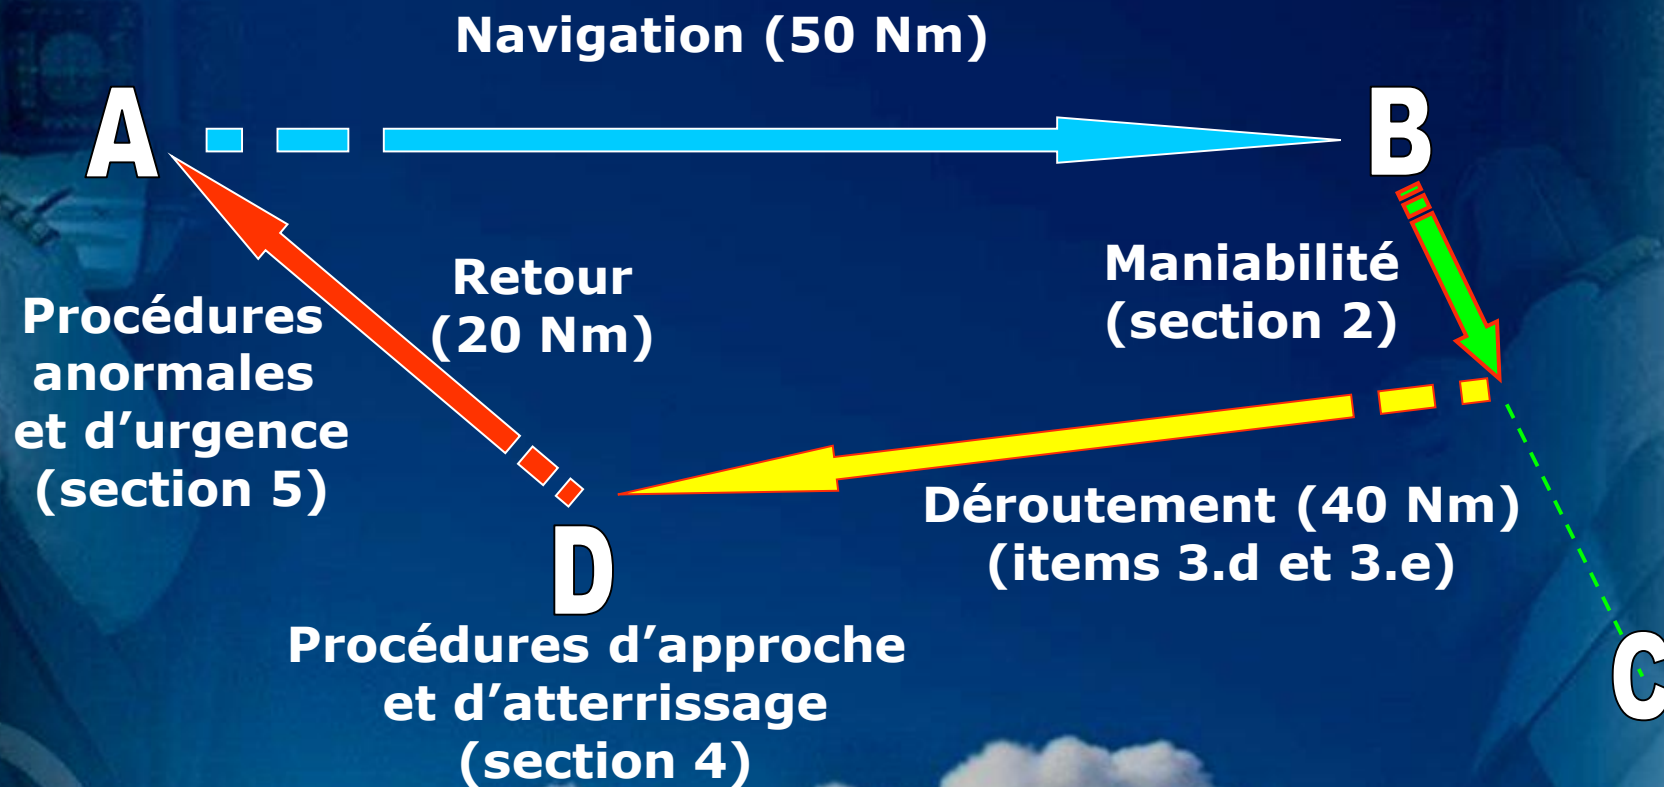 Navigation (50 Nm)
A
B
Maniabilité
(section 2)
Retour
(20 Nm)
Procédures
anormales
et d’urgence
(section 5)
Déroutement (40 Nm)
(items 3.d et 3.e)
D
Procédures d’approche
et d’atterrissage
(section 4)
C